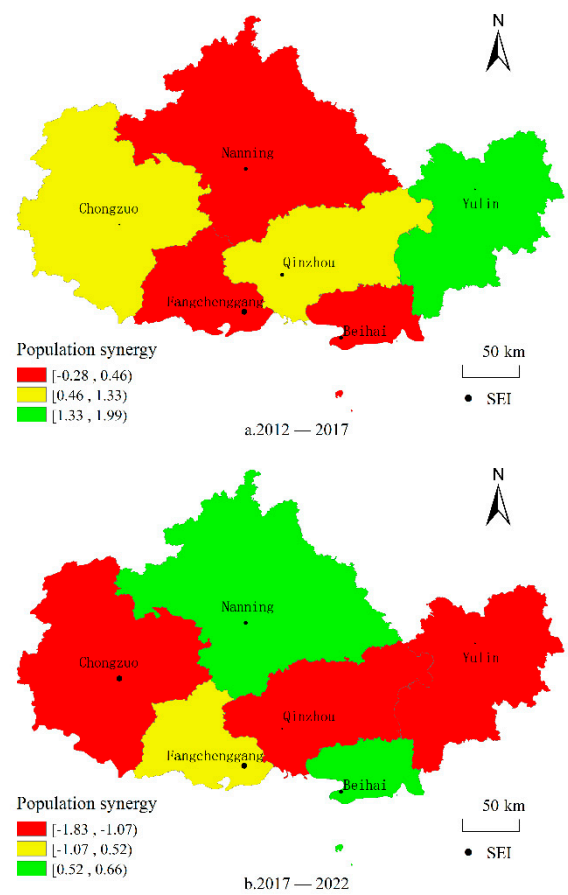 N
Nanning
Chongzuo
Yulin
Qinzhou
Fangchenggang
Beihai
Population synergy
50 km
[-0.28 , 0.46)
[0.46 , 1.33)
SEI
[1.33 , 1.99)
a.2012 — 2017
N
Nanning
Chongzuo
Yulin
Qinzhou
Fangchenggang
Beihai
Population synergy
50 km
[-1.83 , -1.07)
[-1.07 , 0.52)
SEI
[0.52 , 0.66)
b.2017 — 2022